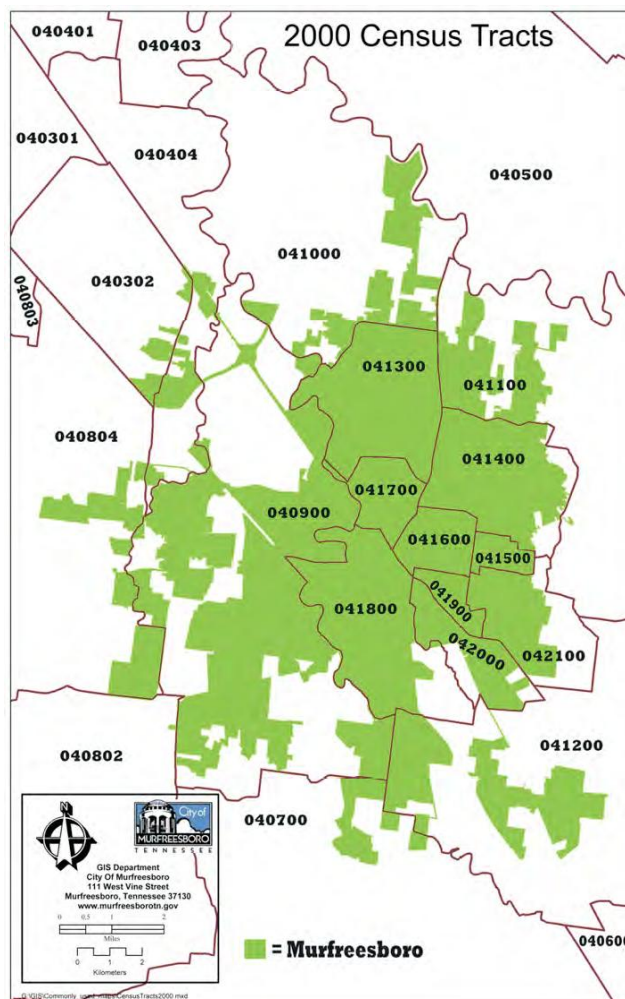 2000 Census Tracts
040401
040403
040301
040404
040500
041000
040302
040803
041300
041100
040804
041400
041700
040900
041600
041500
041900
041800
042000
042100
040802
041200
040700
040600
N
City of
MURFREESBORO
TENNESSEE
GIS Department
City Of Murfreesboro
111 West Vine Street
Murfreesboro, Tennessee 37130
www.murfreesborotn.gov
0 0.5 1 2
Miles
0 1 2
Kilometers
= Murfreesboro